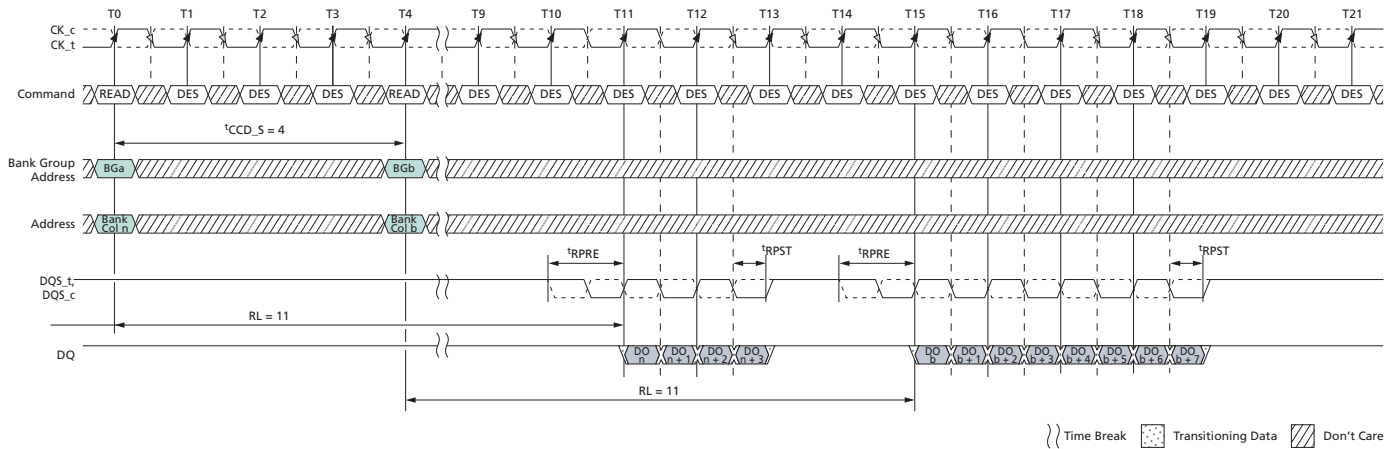 T0 T1 T2 T3 T4 T9 T10 T11 T12 T13 T14 T15 T16 T17 T18 T19 T20 T21
CK_c
CK_t
Command READ DES DES DES READ DES DES DES DES DES DES DES DES DES DES DES DES DES
tCCD_S = 4
Bank Group
Address
BGa BGb
Address
Bank
Col n
Bank
Col b
tRPRE tRPST tRPRE tRPST
DQS_t,
DQS_c
RL = 11
DQ
DO
n
DO
n + 1
DO
n + 2
DO
n + 3
DO
b
DO
b + 1
DO
b + 2
DO
b + 3
DO
b + 4
DO
b + 5
DO
b + 6
DO
b + 7
RL = 11
Time Break Transitioning Data Don't Care